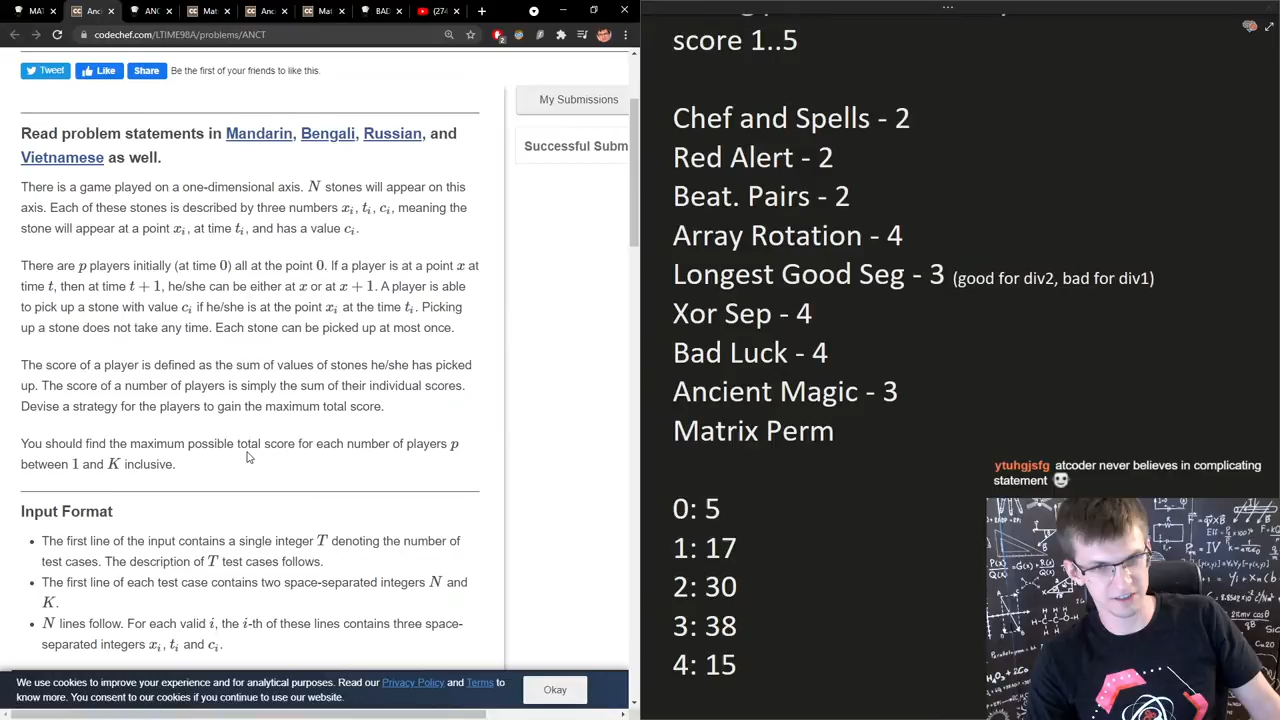 MAT
Anc
ANC
Mat
Mat
Mat
BAD
(274
codechef.com/LTIME98A/problems/ANCT
Tweet
Like
Share
Be the first of your friends to like this.
My Submissions
Successful Subm
Read problem statements in Mandarin, Bengali, Russian, and
Vietnamese as well.
There is a game played on a one-dimensional axis. N stones will appear on this
axis. Each of these stones is described by three numbers xᵢ, tᵢ, cᵢ, meaning the
stone will appear at a point xᵢ, at time tᵢ, and has a value cᵢ.
There are p players initially (at time 0) all at the point 0. If a player is at a point x at
time t, then at time t + 1, he/she can be either at x or at x + 1. A player is able
to pick up a stone with value cᵢ if he/she is at the point xᵢ at the time tᵢ. Picking
up a stone does not take any time. Each stone can be picked up at most once.
The score of a player is defined as the sum of values of stones he/she has picked
up. The score of a number of players is simply the sum of their individual scores.
Devise a strategy for the players to gain the maximum total score.
You should find the maximum possible total score for each number of players p
between 1 and K inclusive.
Input Format
• The first line of the input contains a single integer T denoting the number of
test cases. The description of T test cases follows.
• The first line of each test case contains two space-separated integers N and
K.
• N lines follow. For each valid i, the i-th of these lines contains three space-
separated integers xᵢ, tᵢ and cᵢ.
We use cookies to improve your experience and for analytical purposes. Read our Privacy Policy and Terms to
know more. You consent to our cookies if you continue to use our website.
Okay
score 1..5
Chef and Spells - 2
Red Alert - 2
Beat. Pairs - 2
Array Rotation - 4
Longest Good Seg - 3 (good for div2, bad for div1)
Xor Sep - 4
Bad Luck - 4
Ancient Magic - 3
Matrix Perm
0: 5
1: 17
2: 30
3: 38
4: 15
ytuhgjsfg atcoder never believes in complicating
statement